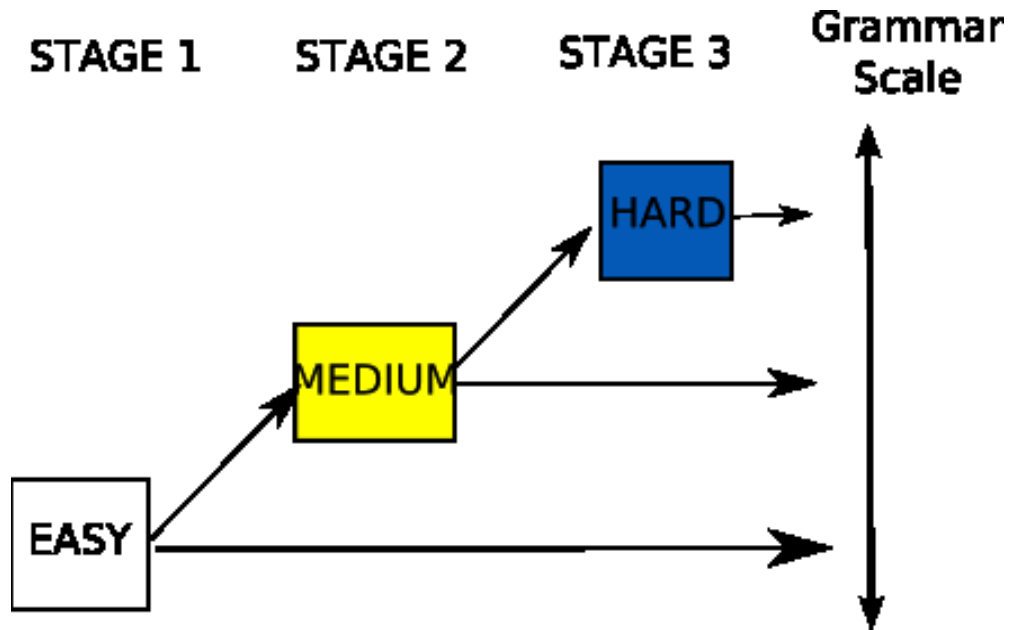 STAGE 1
STAGE 2
STAGE 3
Grammar
Scale
HARD
MEDIUM
EASY